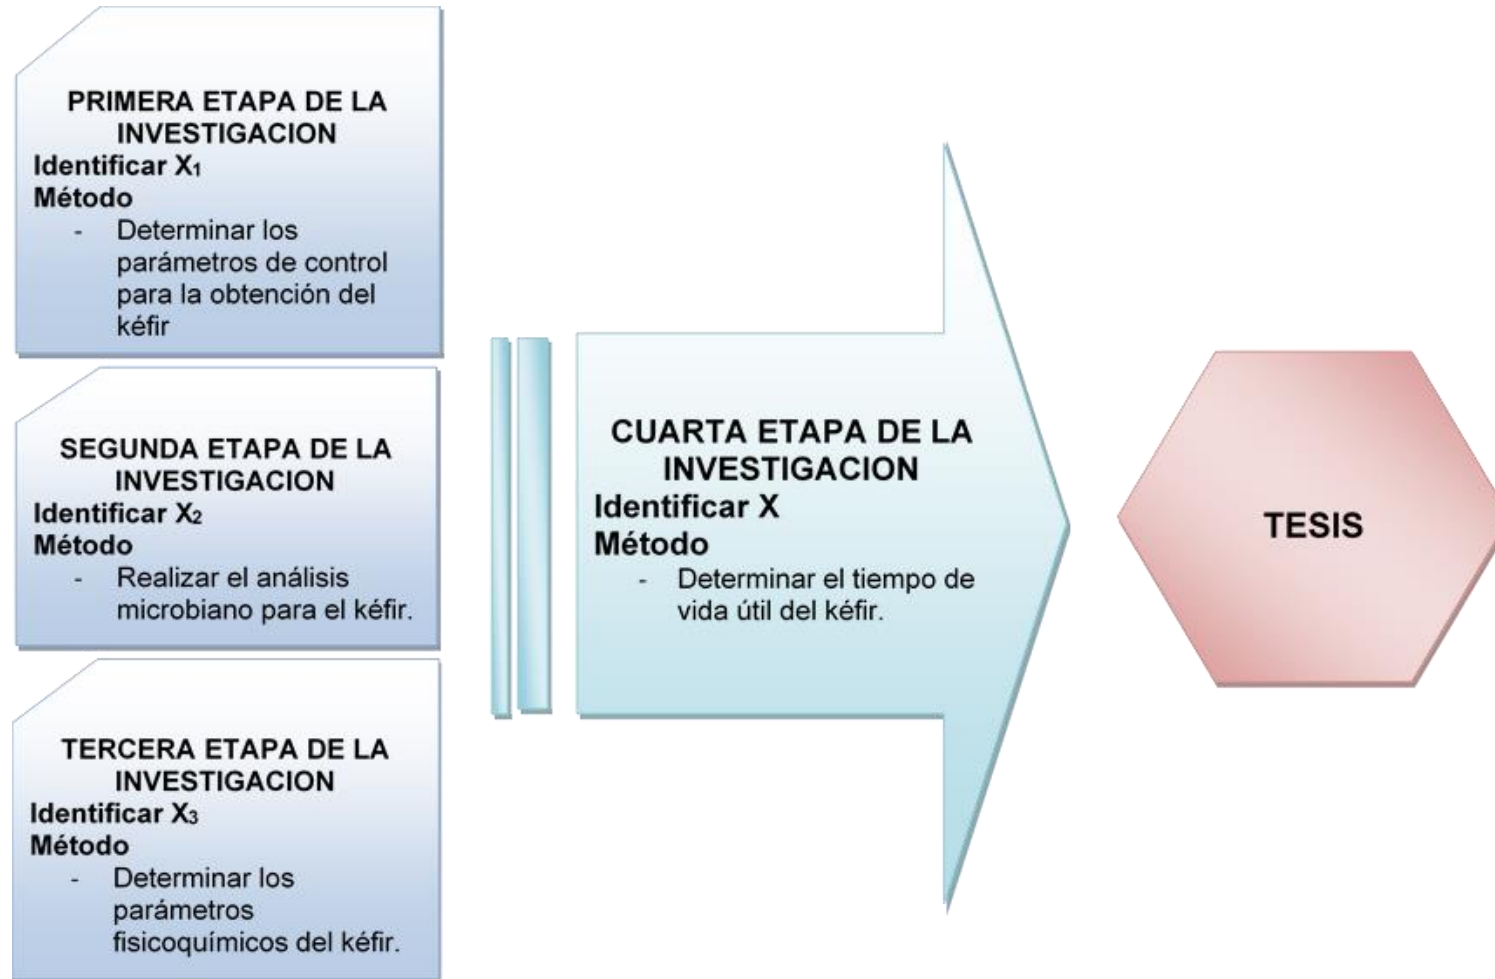 PRIMERA ETAPA DE LA
INVESTIGACION
Identificar X₁
Método
- Determinar los
parámetros de control
para la obtención del
kéfir
SEGUNDA ETAPA DE LA
INVESTIGACION
Identificar X₂
Método
- Realizar el análisis
microbiano para el kéfir.
TERCERA ETAPA DE LA
INVESTIGACION
Identificar X₃
Método
- Determinar los
parámetros
fisicoquímicos del kéfir.
CUARTA ETAPA DE LA
INVESTIGACION
Identificar X
Método
- Determinar el tiempo de
vida útil del kéfir.
TESIS